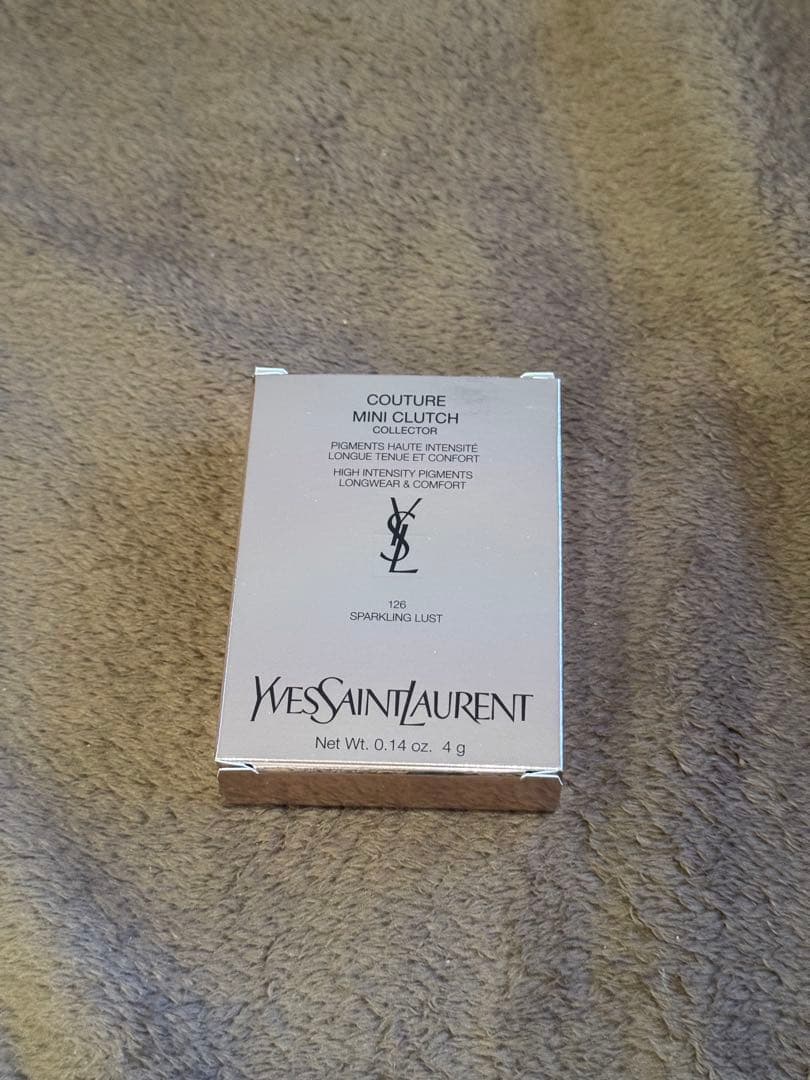 COUTURE
MINI CLUTCH
COLLECTOR
PIGMENTS HAUTE INTENSITÉ
LONGUE TENUE ET CONFORT
HIGH INTENSITY PIGMENTS
LONGWEAR & COMFORT
YSL
126
SPARKLING LUST
YVESSAINTLAURENT
Net Wt. 0.14 oz. 4 g